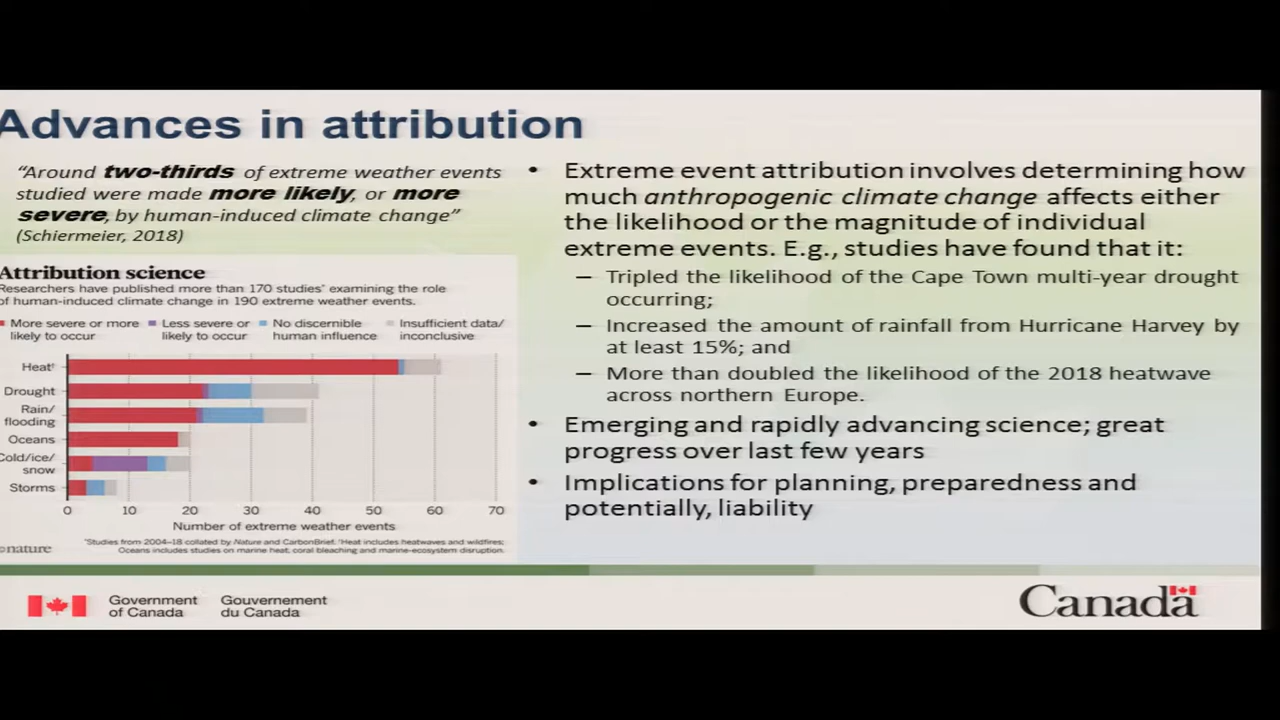 Advances in attribution
“Around two-thirds of extreme weather events
studied were made more likely, or more
severe, by human-induced climate change”
(Schiermeier, 2018)
Attribution science
Researchers have published more than 170 studies* examining the role
of human-induced climate change in 190 extreme weather events.
More severe or more
likely to occur
Less severe or
likely to occur
No discernible
human influence
Insufficient data/
inconclusive
Heat†
Drought
Rain/
flooding
Oceans
Cold/ice/
snow
Storms
0 10 20 30 40 50 60 70
Number of extreme weather events
©nature
*Studies from 2004–18 collated by Nature and CarbonBrief. †Heat includes heatwaves and wildfires;
Oceans includes studies on marine heat, coral bleaching and marine-ecosystem disruption.
• Extreme event attribution involves determining how
much anthropogenic climate change affects either
the likelihood or the magnitude of individual
extreme events. E.g., studies have found that it:
– Tripled the likelihood of the Cape Town multi-year drought
occurring;
– Increased the amount of rainfall from Hurricane Harvey by
at least 15%; and
– More than doubled the likelihood of the 2018 heatwave
across northern Europe.
• Emerging and rapidly advancing science; great
progress over last few years
• Implications for planning, preparedness and
potentially, liability
Government
of Canada
Gouvernement
du Canada
Canada